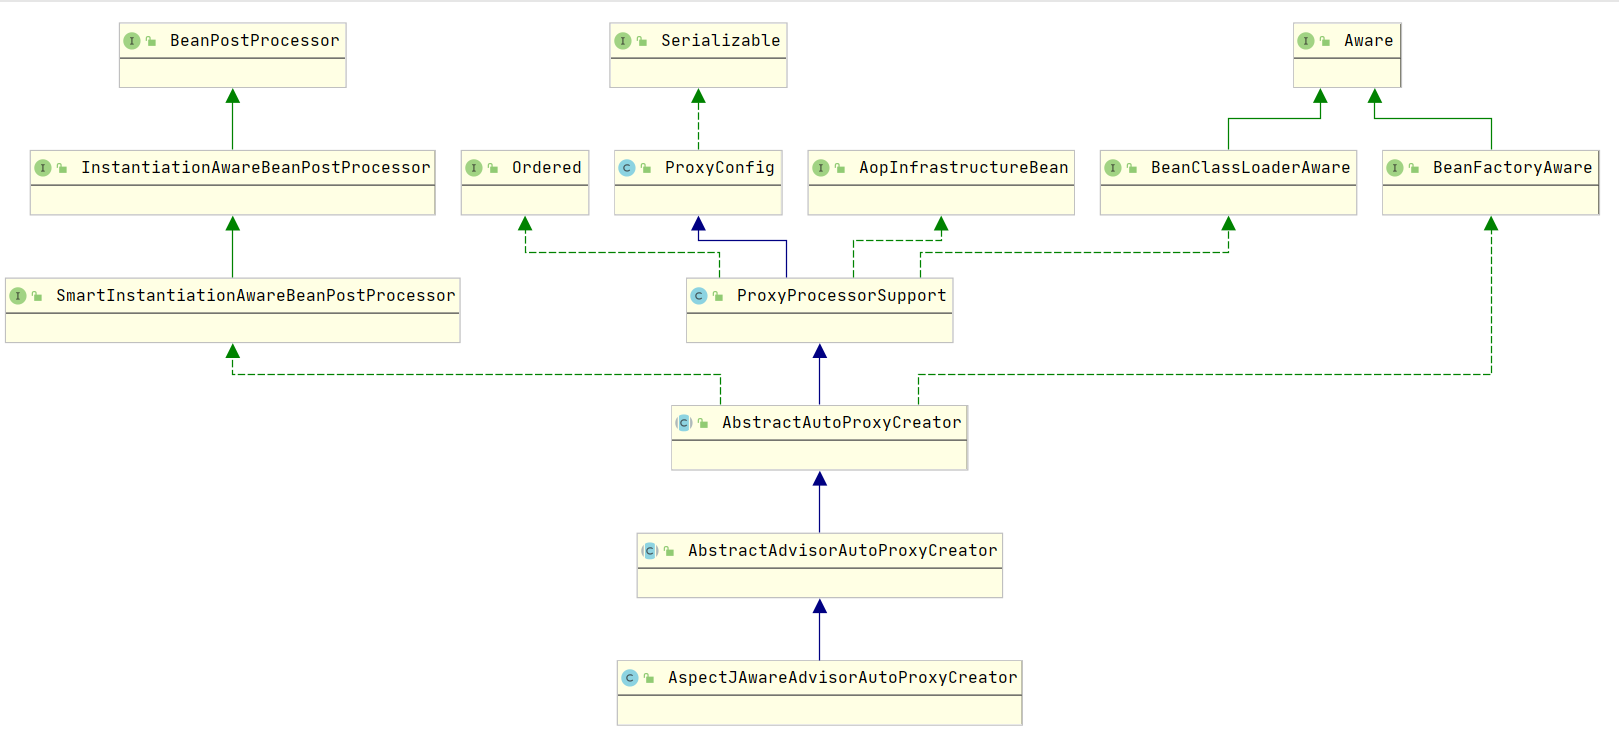 BeanPostProcessor
Serializable
Aware
InstantiationAwareBeanPostProcessor
Ordered
ProxyConfig
AopInfrastructureBean
BeanClassLoaderAware
BeanFactoryAware
SmartInstantiationAwareBeanPostProcessor
ProxyProcessorSupport
AbstractAutoProxyCreator
AbstractAdvisorAutoProxyCreator
AspectJAwareAdvisorAutoProxyCreator